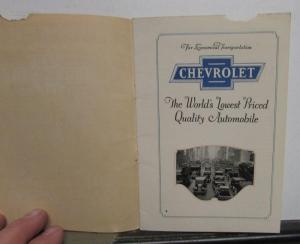 For Economical Transportation
CHEVROLET
The World's Lowest Priced
Quality Automobile